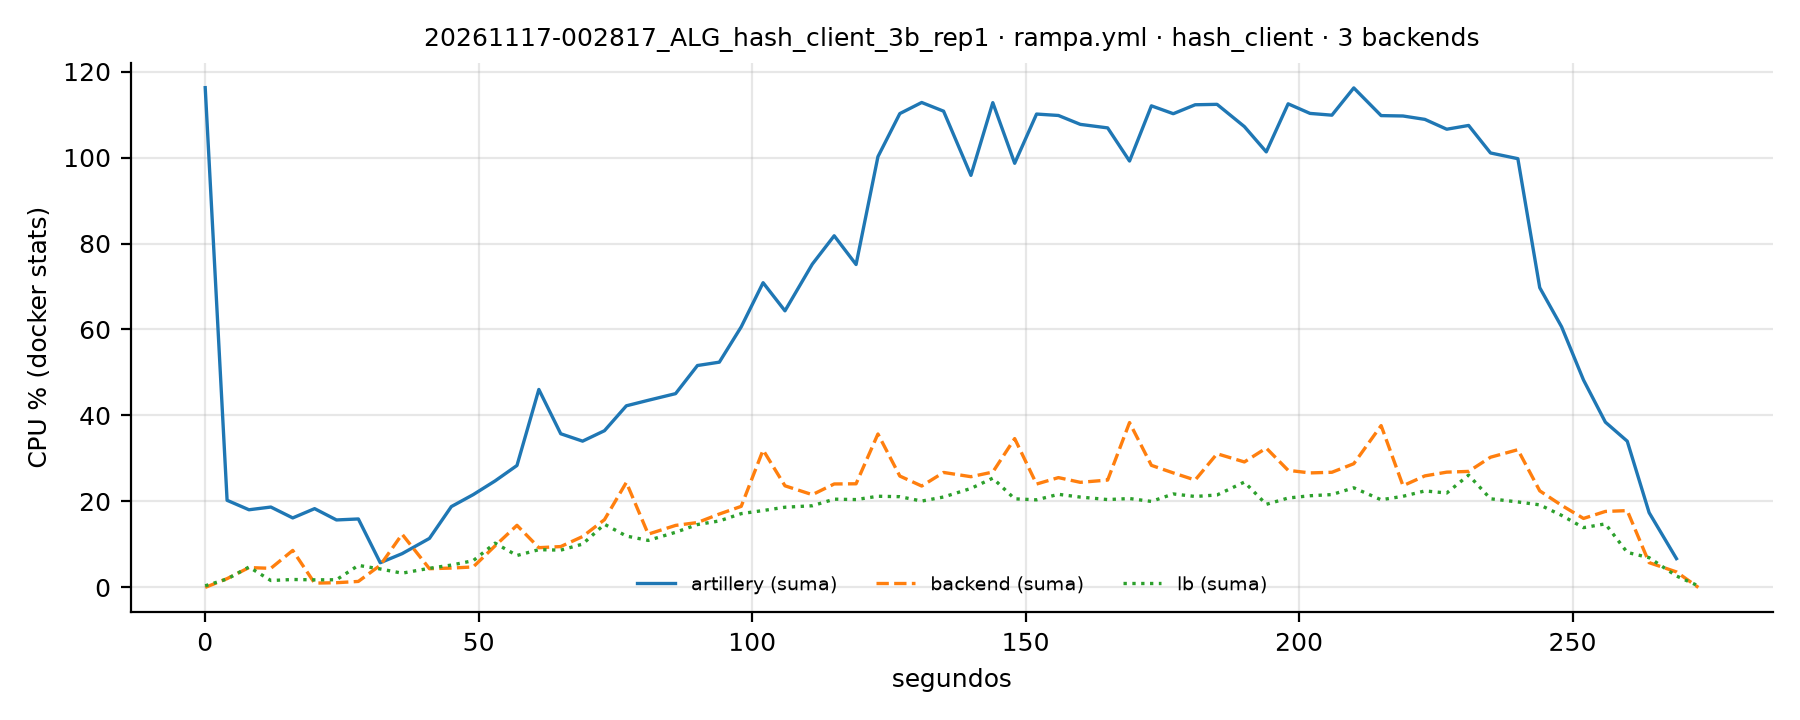 20261117-002817_ALG_hash_client_3b_rep1 · rampa.yml · hash_client · 3 backends
CPU % (docker stats)
120
100
80
60
40
20
0
artillery (suma) backend (suma) lb (suma)
0 50 100 150 200 250
segundos